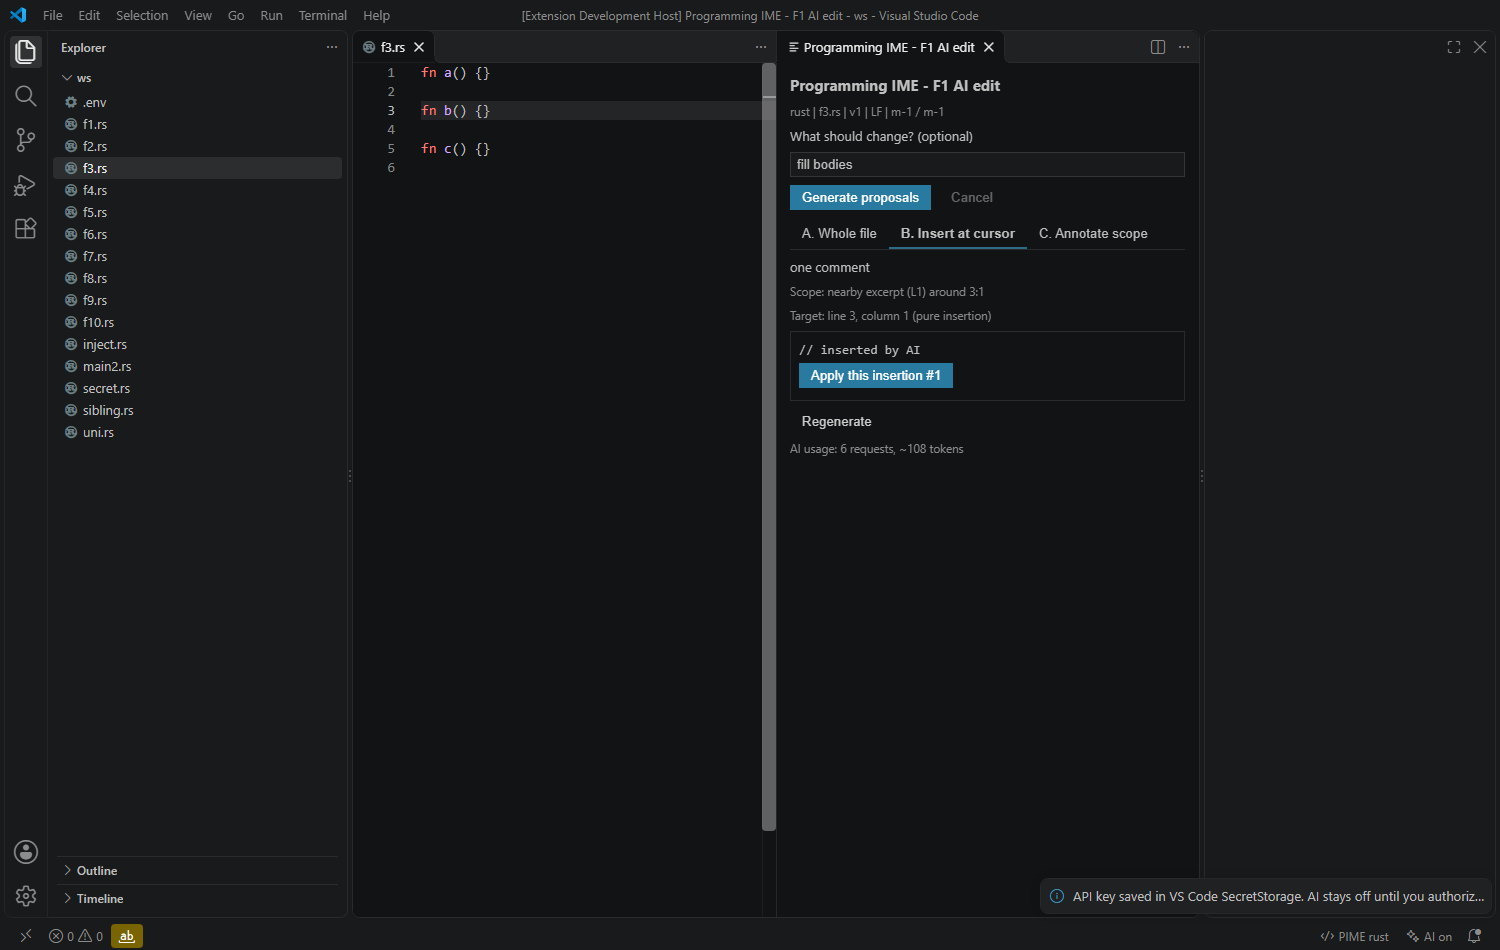 File Edit Selection View Go Run Terminal Help
[Extension Development Host] Programming IME - F1 AI edit - ws - Visual Studio Code
Explorer
ws
.env
f1.rs
f2.rs
f3.rs
f4.rs
f5.rs
f6.rs
f7.rs
f8.rs
f9.rs
f10.rs
inject.rs
main2.rs
secret.rs
sibling.rs
uni.rs
Outline
Timeline
f3.rs
1 fn a() {}
2
3 fn b() {}
4
5 fn c() {}
6
Programming IME - F1 AI edit
Programming IME - F1 AI edit
rust | f3.rs | v1 | LF | m-1 / m-1
What should change? (optional)
fill bodies
Generate proposals Cancel
A. Whole file B. Insert at cursor C. Annotate scope
one comment
Scope: nearby excerpt (L1) around 3:1
Target: line 3, column 1 (pure insertion)
// inserted by AI
Apply this insertion #1
Regenerate
AI usage: 6 requests, ~108 tokens
API key saved in VS Code SecretStorage. AI stays off until you authoriz...
0 0 ab
PIME rust AI on